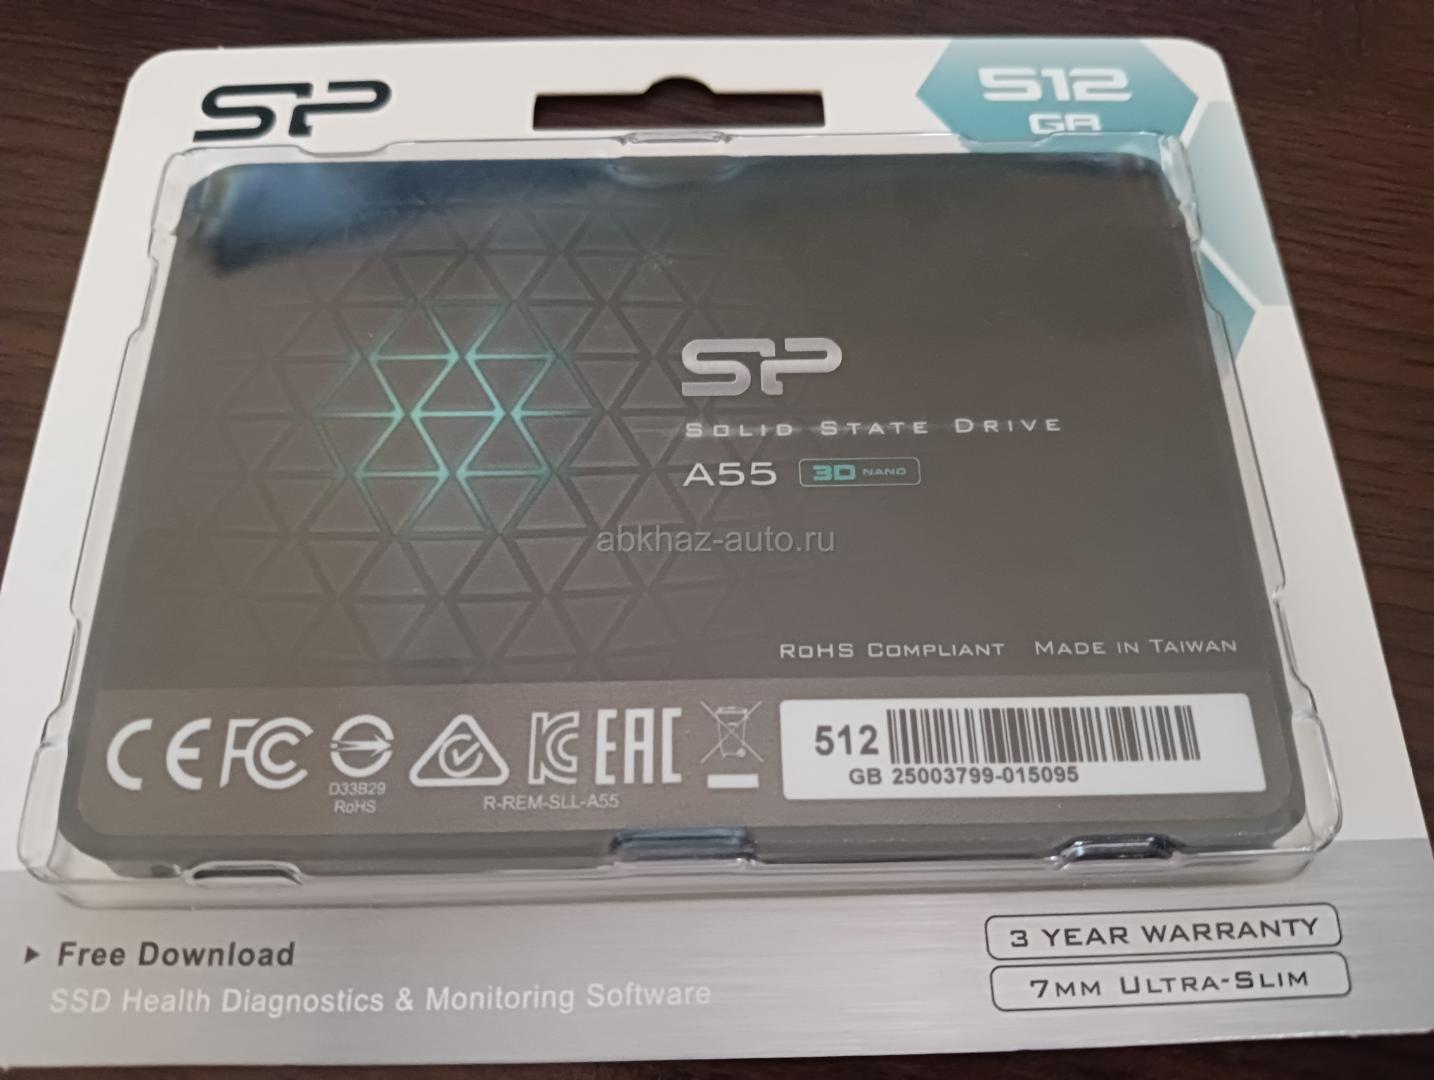 SP
512
GB
SP
SOLID STATE DRIVE
A55 3D NAND
abkhaz-auto.ru
ROHS COMPLIANT MADE IN TAIWAN
CE FC
D33B29
RoHS
R-REM-SLL-A55
KC EAC
512
GB 25003799-015095
Free Download
SSD Health Diagnostics & Monitoring Software
3 YEAR WARRANTY
7MM ULTRA-SLIM